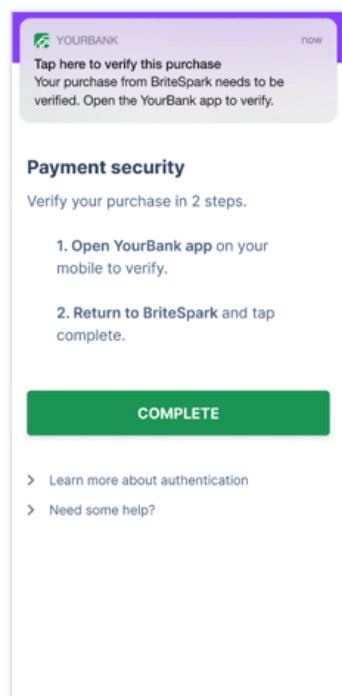 YOURBANK now
Tap here to verify this purchase
Your purchase from BriteSpark needs to be
verified. Open the YourBank app to verify.
Payment security
Verify your purchase in 2 steps.
1. Open YourBank app on your
mobile to verify.
2. Return to BriteSpark and tap
complete.
COMPLETE
Learn more about authentication
Need some help?